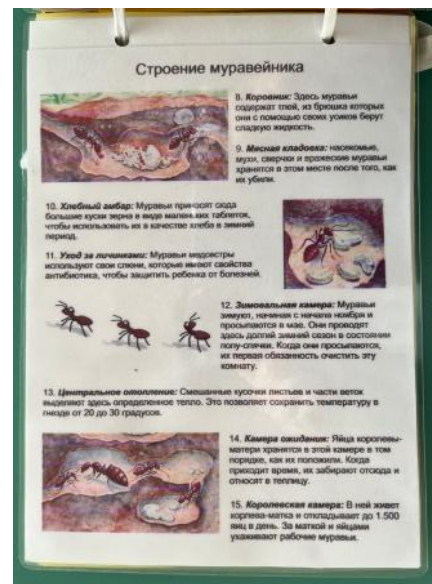 Строение муравейника
8. Коровник: Здесь муравьи
содержат тлей, из брюшка которых
они с помощью своих усиков берут
сладкую жидкость.
9. Мясная кладовка: насекомые,
мухи, сверчки и вражеские муравьи
хранятся в этом месте после того, как
их убили.
10. Хлебный амбар: Муравьи приносят сюда
большие куски зерна в виде маленьких таблеток,
чтобы использовать их в качестве хлеба в зимний
период.
11. Уход за личинками: Муравьи медсестры
используют свои слюни, которые имеют свойства
антибиотика, чтобы защитить ребенка от болезней.
12. Зимовальная камера: Муравьи
зимуют, начиная с начала ноября и
просыпаются в мае. Они проводят
здесь долгий зимний сезон в состоянии
полу-спячки. Когда они просыпаются,
их первая обязанность очистить эту
комнату.
13. Центральное отопление: Смешанные кусочки листьев и части веток
выделяют здесь определенное тепло. Это позволяет сохранить температуру в
гнезде от 20 до 30 градусов.
14. Камера ожидания: Яйца королевы-
матери хранятся в этой камере в том
порядке, как их положили. Когда
приходит время, их забирают отсюда и
относят в теплицу.
15. Королевская камера: В ней живет
корлева-матка и откладывает до 1.500
яиц в день. За маткой и яйцами
ухаживают рабочие муравьи.